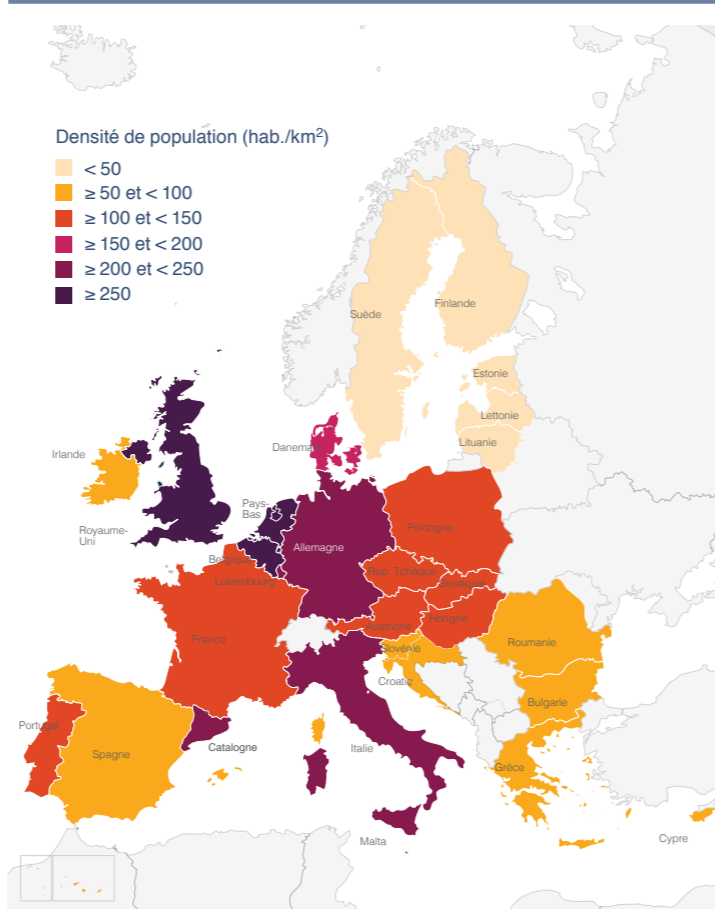 Densité de population (hab./km²)
< 50
≥ 50 et < 100
≥ 100 et < 150
≥ 150 et < 200
≥ 200 et < 250
≥ 250
Suède
Finlande
Estonie
Lettonie
Lituanie
Irlande
Danemark
Royaume-
Uni
Pays-
Bas
Allemagne
Pologne
Belgique
Luxembourg
Rép. Tchèque
Slovaquie
Autriche
Hongrie
France
Slovénie
Roumanie
Croatie
Bulgarie
Portugal
Spagne
Catalogne
Italie
Grèce
Malta
Cypre